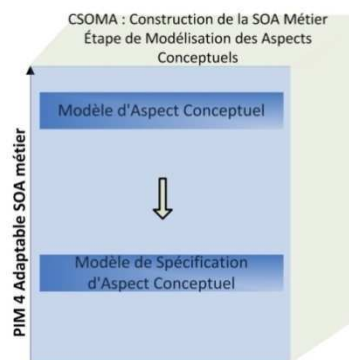 CSOMA : Construction de la SOA Métier
Étape de Modélisation des Aspects
Conceptuels
Modèle d'Aspect Conceptuel
Modèle de Spécification
d'Aspect Conceptuel
PIM 4 Adaptable SOA métier